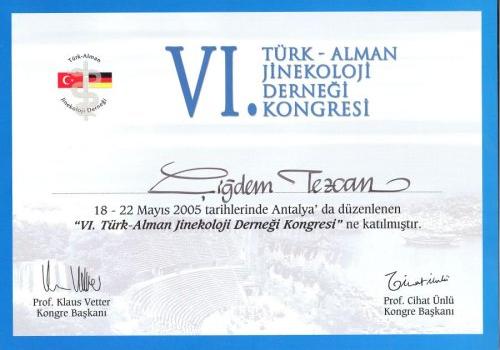 Türk-Alman
Jinekoloji Derneği
VI. TÜRK - ALMAN
JİNEKOLOJİ
DERNEĞİ
KONGRESİ
Çiğdem Tezcan
18 - 22 Mayıs 2005 tarihlerinde Antalya' da düzenlenen
“VI. Türk-Alman Jinekoloji Derneği Kongresi” ne katılmıştır.
Prof. Klaus Vetter
Kongre Başkanı
Cihat Ünlü
Prof. Cihat Ünlü
Kongre Başkanı